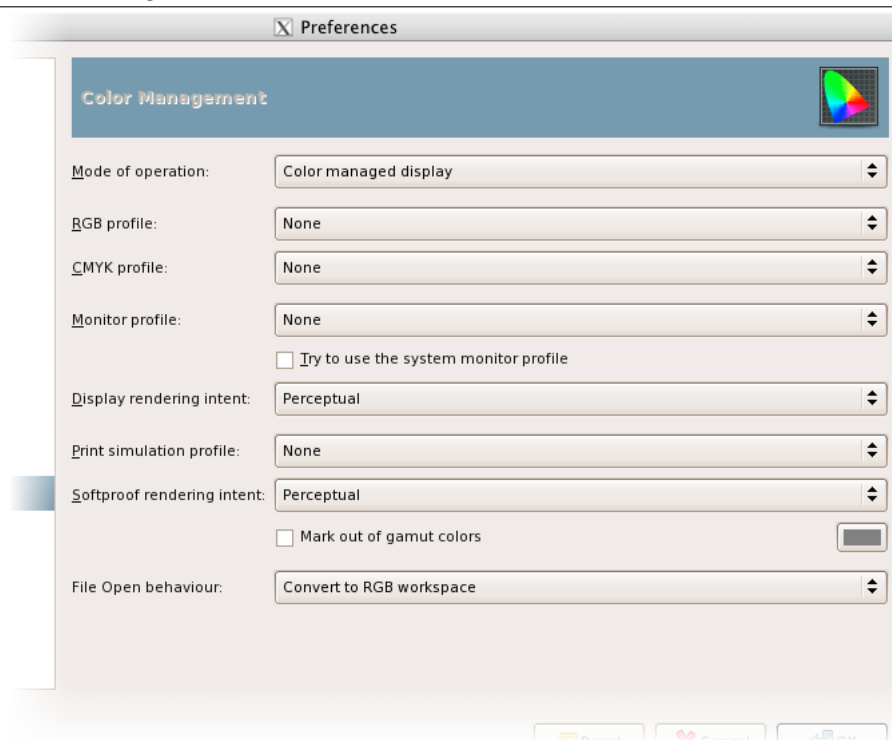 Preferences
Color Management
Mode of operation: Color managed display
RGB profile: None
CMYK profile: None
Monitor profile: None
Try to use the system monitor profile
Display rendering intent: Perceptual
Print simulation profile: None
Softproof rendering intent: Perceptual
Mark out of gamut colors
File Open behaviour: Convert to RGB workspace